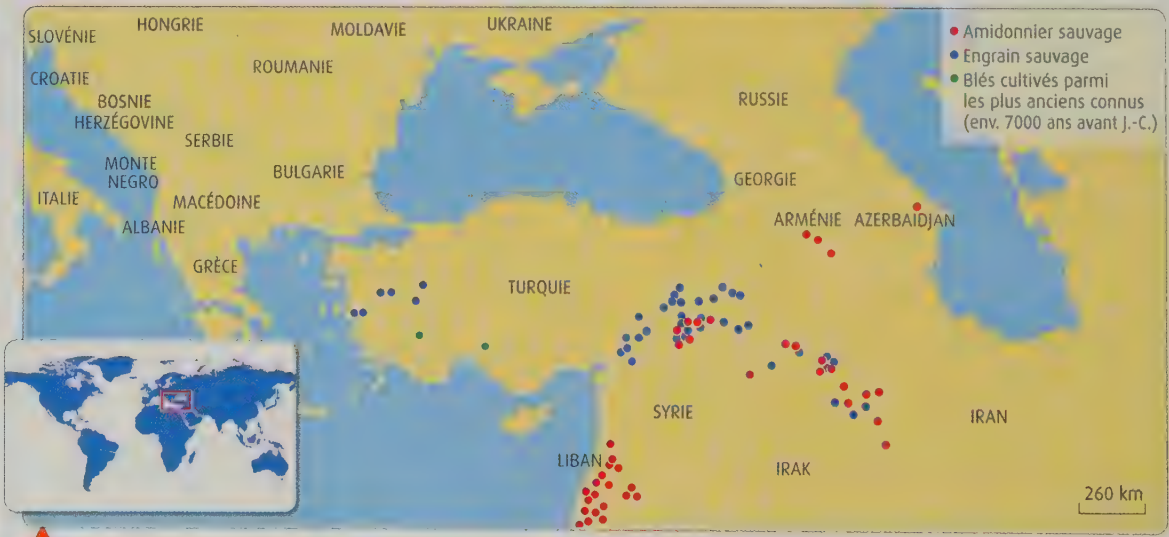 HONGRIE
MOLDAVIE
UKRAINE
SLOVÉNIE
CROATIE
ROUMANIE
BOSNIE
HERZÉGOVINE
SERBIE
MONTE
NEGRO
BULGARIE
ITALIE
MACÉDOINE
ALBANIE
GRÈCE
TURQUIE
RUSSIE
GEORGIE
ARMÉNIE
AZERBAIDJAN
SYRIE
LIBAN
IRAK
IRAN
Amidonnier sauvage
Engrain sauvage
Blés cultivés parmi
les plus anciens connus
(env. 7000 ans avant J.-C.)
260 km